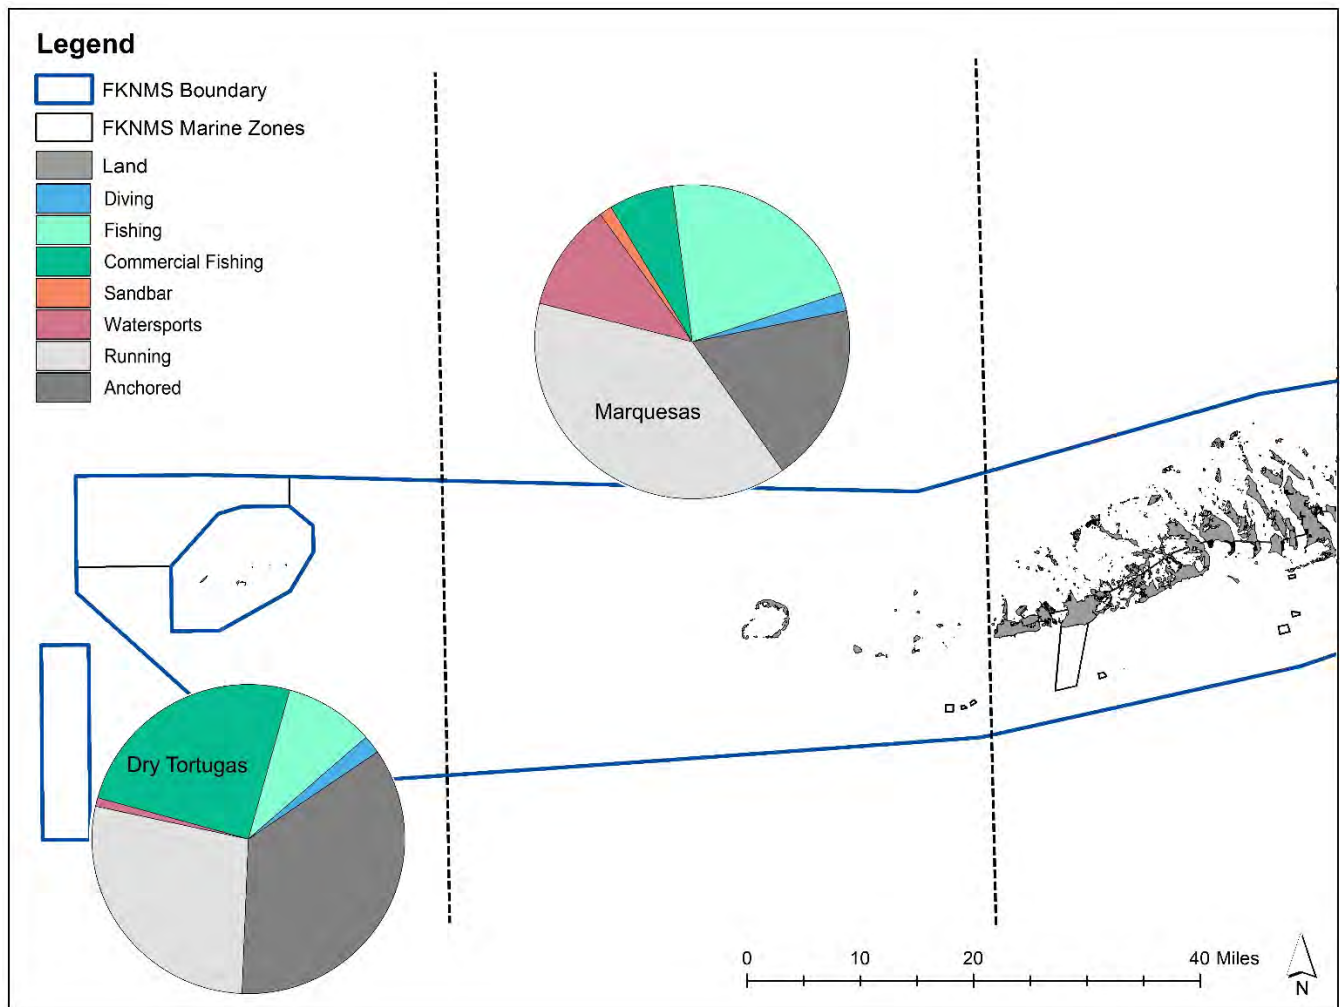 Legend
FKNMS Boundary
FKNMS Marine Zones
Land
Diving
Fishing
Commercial Fishing
Sandbar
Watersports
Running
Anchored
Marquesas
Dry Tortugas
0 10 20 40 Miles
N